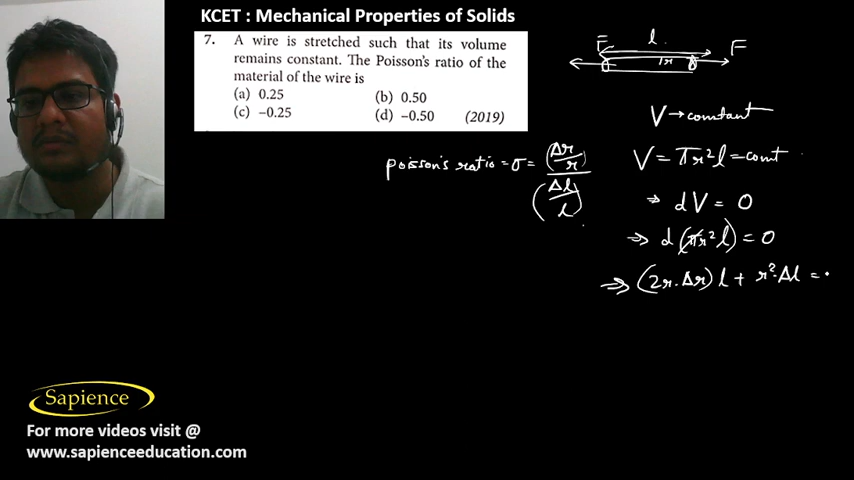 KCET : Mechanical Properties of Solids
7. A wire is stretched such that its volume
remains constant. The Poisson's ratio of the
material of the wire is
(a) 0.25 (b) 0.50
(c) −0.25 (d) −0.50 (2019)
F l F
r
V → constant
poisson's ratio = σ = (Δr/r)/(Δl/l)
V = πr²l = const
⇒ dV = 0
⇒ d(πr²l) = 0
⇒ (2r·Δr)l + r²·Δl =
Sapience
For more videos visit @
www.sapienceeducation.com